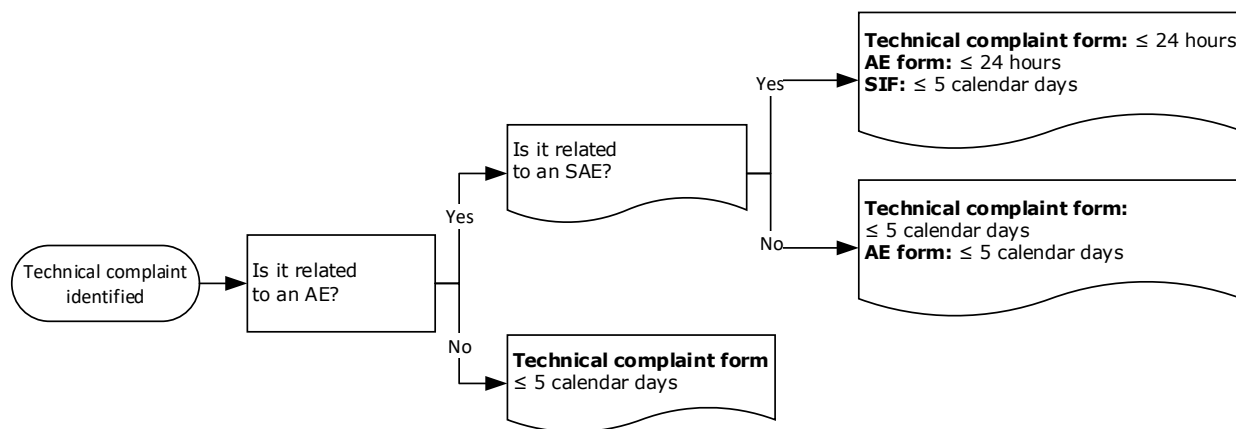 Technical complaint
identified
Is it related
to an AE?
Yes
No
Is it related
to an SAE?
Technical complaint form
≤ 5 calendar days
Yes
No
Technical complaint form: ≤ 24 hours
AE form: ≤ 24 hours
SIF: ≤ 5 calendar days
Technical complaint form:
≤ 5 calendar days
AE form: ≤ 5 calendar days